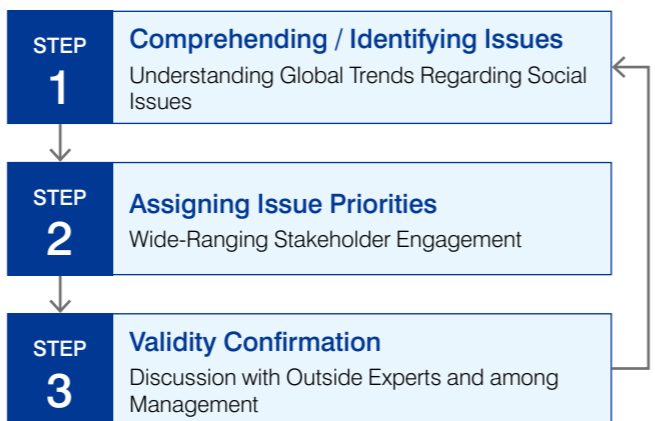 STEP
1
Comprehending / Identifying Issues
Understanding Global Trends Regarding Social
Issues
STEP
2
Assigning Issue Priorities
Wide-Ranging Stakeholder Engagement
STEP
3
Validity Confirmation
Discussion with Outside Experts and among
Management